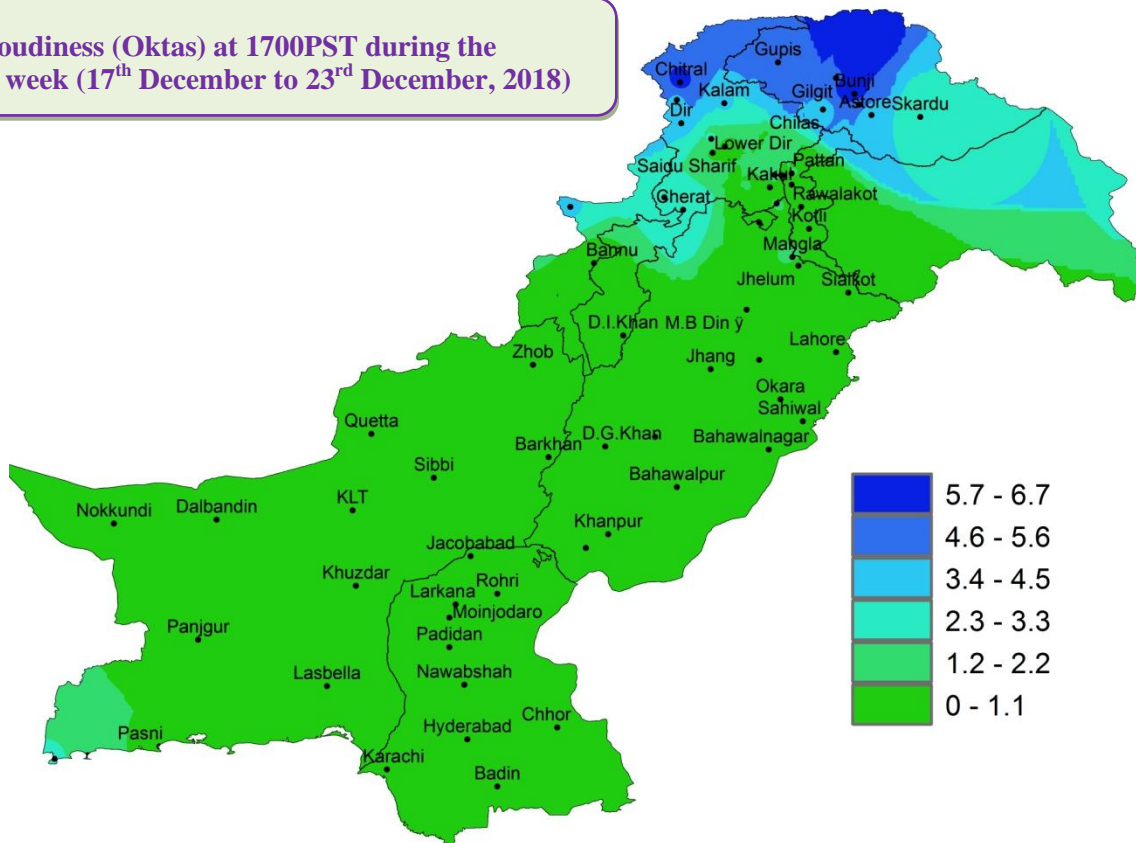 oudiness (Oktas) at 1700PST during the
week (17th December to 23rd December, 2018)
Gupis
Chitral
Bunji
Kalam
Gilgit
Astore
Skardu
Dir
Chilas
Lower Dir
Pattan
Saidu Sharif
Kakul
Rawalakot
Cherat
Kotli
Mangla
Bannu
Jhelum
Sialkot
D.I.Khan
M.B Din ÿ
Lahore
Zhob
Jhang
Okara
Sahiwal
Quetta
D.G.Khan
Bahawalnagar
Barkhan
Sibbi
Bahawalpur
KLT
Dalbandin
Nokkundi
Khanpur
Jacobabad
Khuzdar
Rohri
Larkana
Moinjodaro
Panjgur
Padidan
Lasbella
Nawabshah
Chhor
Hyderabad
Pasni
Karachi
Badin
5.7 - 6.7
4.6 - 5.6
3.4 - 4.5
2.3 - 3.3
1.2 - 2.2
0 - 1.1